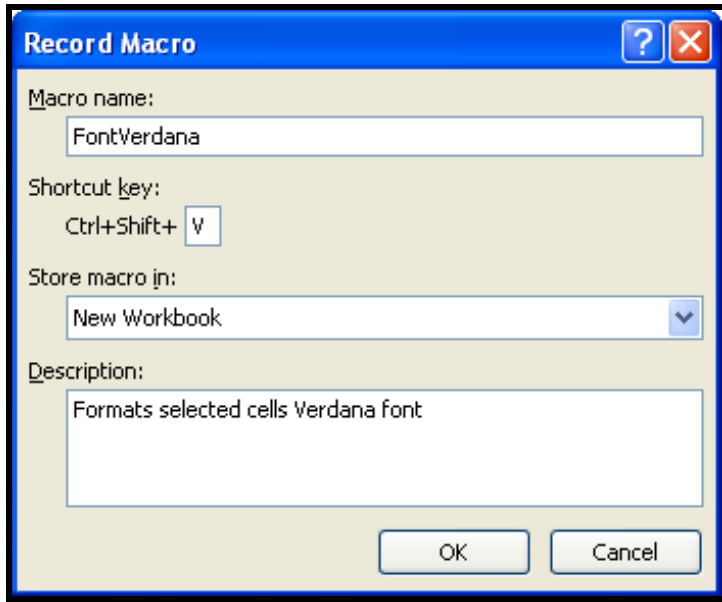 Record Macro
Macro name:
FontVerdana
Shortcut key:
Ctrl+Shift+ V
Store macro in:
New Workbook
Description:
Formats selected cells Verdana font
OK Cancel